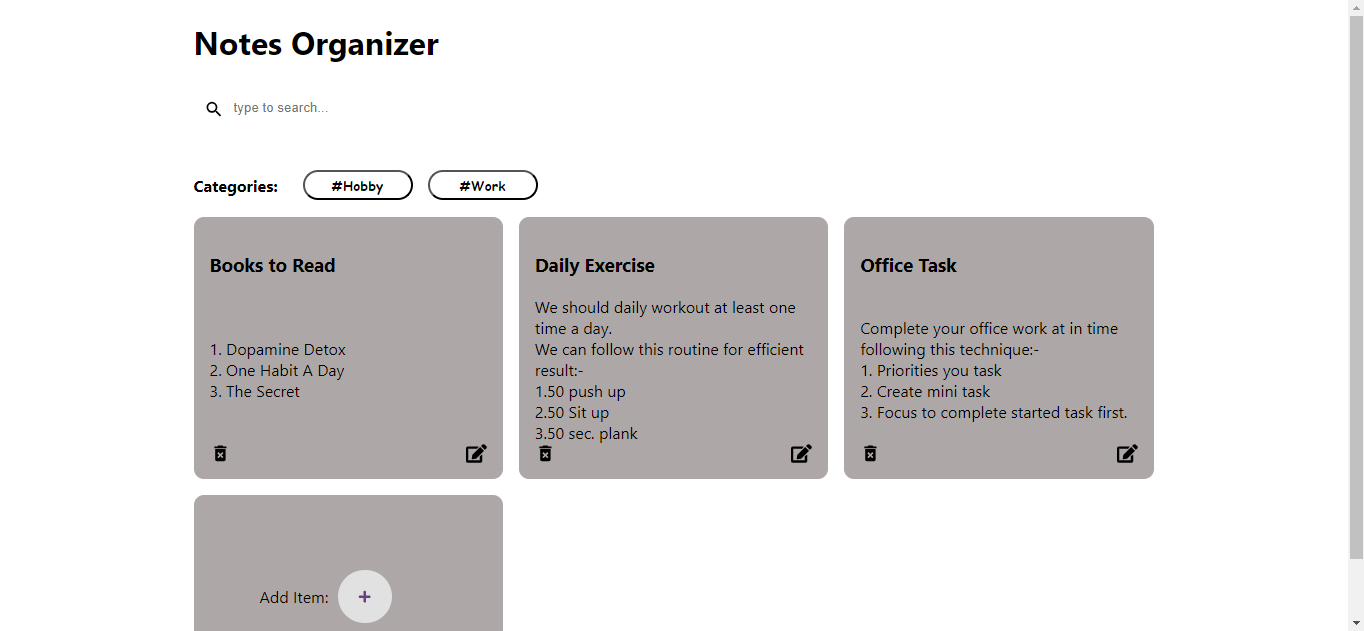 Notes Organizer
type to search...
Categories:
#Hobby
#Work
Books to Read
1. Dopamine Detox
2. One Habit A Day
3. The Secret
Daily Exercise
We should daily workout at least one
time a day.
We can follow this routine for efficient
result:-
1.50 push up
2.50 Sit up
3.50 sec. plank
Office Task
Complete your office work at in time
following this technique:-
1. Priorities you task
2. Create mini task
3. Focus to complete started task first.
Add Item: +